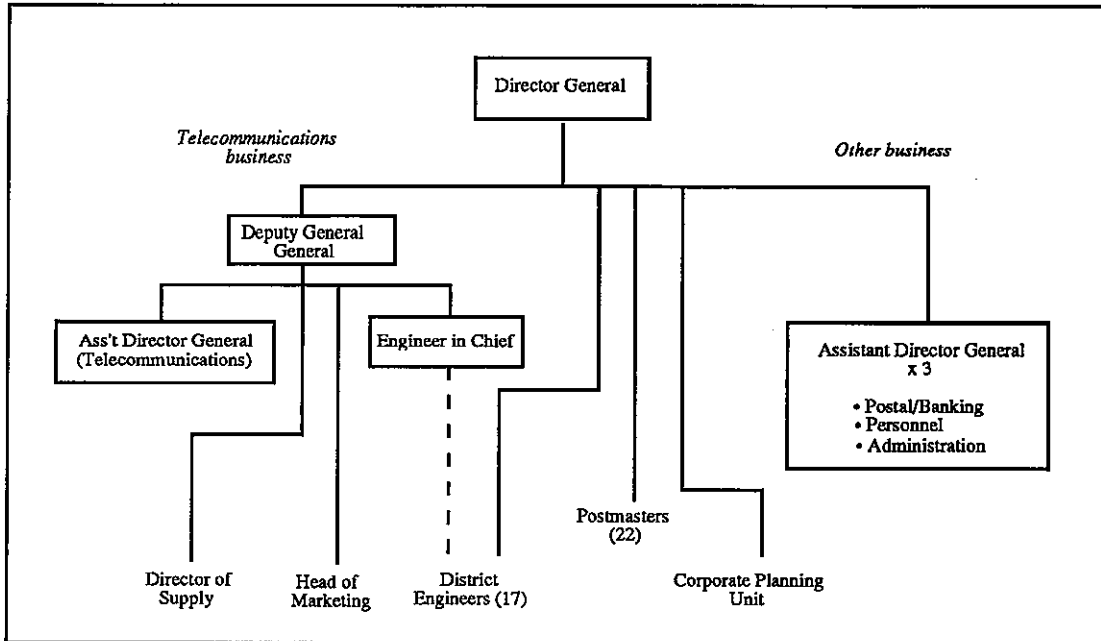 Director General
Telecommunications
business
Other business
Deputy General
General
Ass't Director General
(Telecommunications)
Engineer in Chief
Assistant Director General
x 3
• Postal/Banking
• Personnel
• Administration
Postmasters
(22)
Director of
Supply
Head of
Marketing
District
Engineers (17)
Corporate Planning
Unit